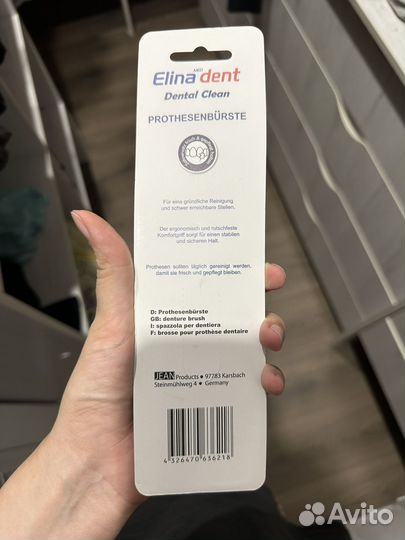 MED
Elina dent
Dental Clean
PROTHESENBÜRSTE
Für eine gründliche Reinigung
und schwer erreichbare Stellen.
Der ergonomisch und rutschfeste
Komfortgriff sorgt für einen stabilen
und sicheren Halt.
Prothesen sollten täglich gereinigt werden,
damit sie frisch und gepflegt bleiben.
D: Prothesenbürste
GB: denture brush
I: spazzola per dentiera
F: brosse pour prothèse dentaire
JEAN Products • 97783 Karsbach
Steinmühlweg 4 • Germany
4 326470 636218
Avito